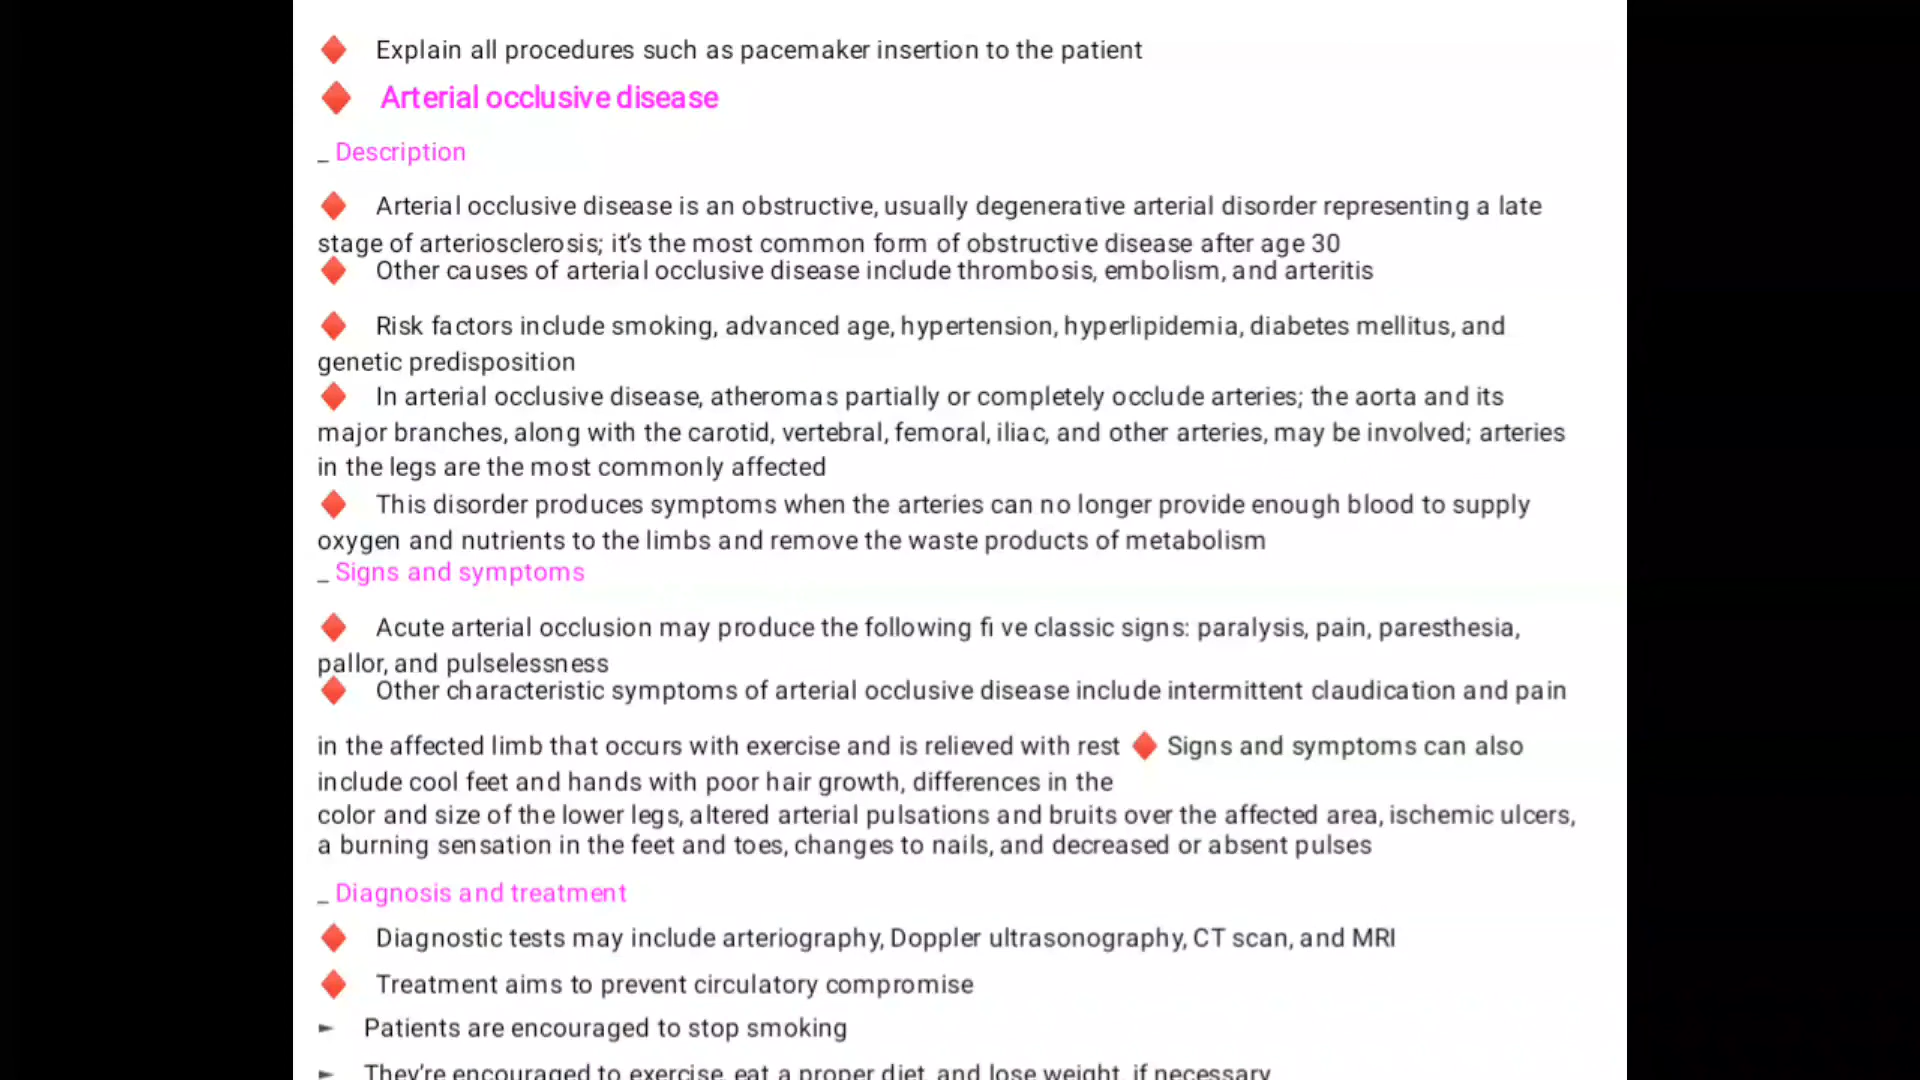 Explain all procedures such as pacemaker insertion to the patient
Arterial occlusive disease
_ Description
Arterial occlusive disease is an obstructive, usually degenerative arterial disorder representing a late
stage of arteriosclerosis; it's the most common form of obstructive disease after age 30
Other causes of arterial occlusive disease include thrombosis, embolism, and arteritis
Risk factors include smoking, advanced age, hypertension, hyperlipidemia, diabetes mellitus, and
genetic predisposition
In arterial occlusive disease, atheromas partially or completely occlude arteries; the aorta and its
major branches, along with the carotid, vertebral, femoral, iliac, and other arteries, may be involved; arteries
in the legs are the most commonly affected
This disorder produces symptoms when the arteries can no longer provide enough blood to supply
oxygen and nutrients to the limbs and remove the waste products of metabolism
_ Signs and symptoms
Acute arterial occlusion may produce the following fi ve classic signs: paralysis, pain, paresthesia,
pallor, and pulselessness
Other characteristic symptoms of arterial occlusive disease include intermittent claudication and pain
in the affected limb that occurs with exercise and is relieved with rest ♦ Signs and symptoms can also
include cool feet and hands with poor hair growth, differences in the
color and size of the lower legs, altered arterial pulsations and bruits over the affected area, ischemic ulcers,
a burning sensation in the feet and toes, changes to nails, and decreased or absent pulses
_ Diagnosis and treatment
Diagnostic tests may include arteriography, Doppler ultrasonography, CT scan, and MRI
Treatment aims to prevent circulatory compromise
► Patients are encouraged to stop smoking
► They're encouraged to exercise, eat a proper diet, and lose weight, if necessary